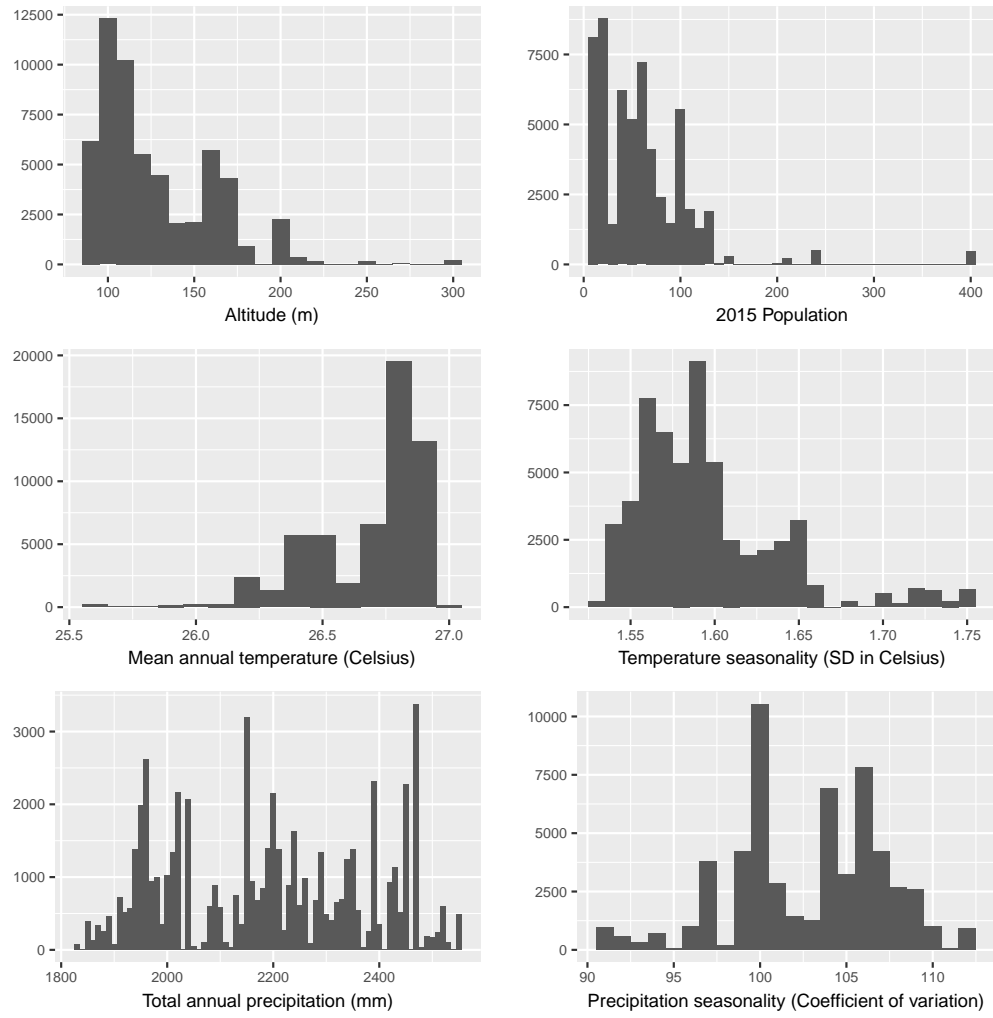 12500
10000
7500
5000
2500
0
100 150 200 250 300
Altitude (m)
7500
5000
2500
0
0 100 200 300 400
2015 Population
20000
15000
10000
5000
0
25.5 26.0 26.5 27.0
Mean annual temperature (Celsius)
7500
5000
2500
0
1.55 1.60 1.65 1.70 1.75
Temperature seasonality (SD in Celsius)
3000
2000
1000
0
1800 2000 2200 2400
Total annual precipitation (mm)
10000
7500
5000
2500
0
90 95 100 105 110
Precipitation seasonality (Coefficient of variation)